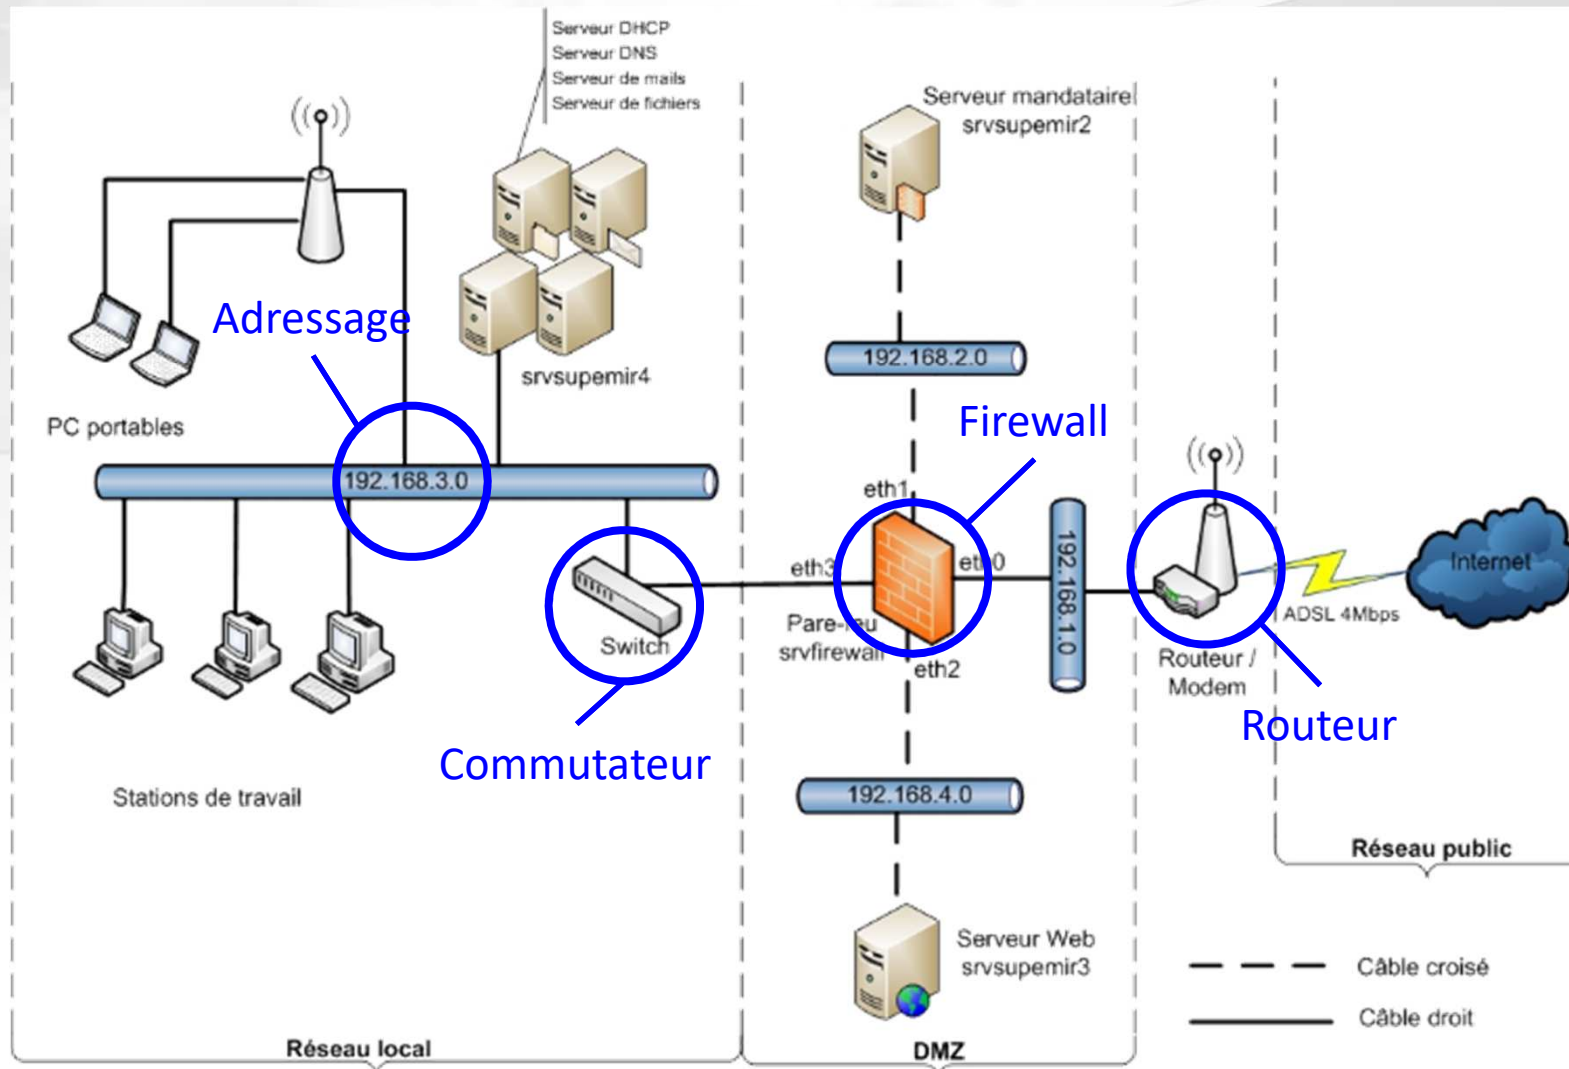 Serveur DHCP
Serveur DNS
Serveur de mails
Serveur de fichiers
Serveur mandataire
srvsupemir2
Adressage
srvsupemir4
PC portables
192.168.2.0
Firewall
192.168.3.0
eth1
eth3
eth0
192.168.1.0
Internet
ADSL 4Mbps
Switch
Pare-feu
srvfirewall
eth2
Routeur /
Modem
Routeur
Commutateur
Stations de travail
192.168.4.0
Réseau public
Serveur Web
srvsupemir3
Câble croisé
Câble droit
Réseau local
DMZ